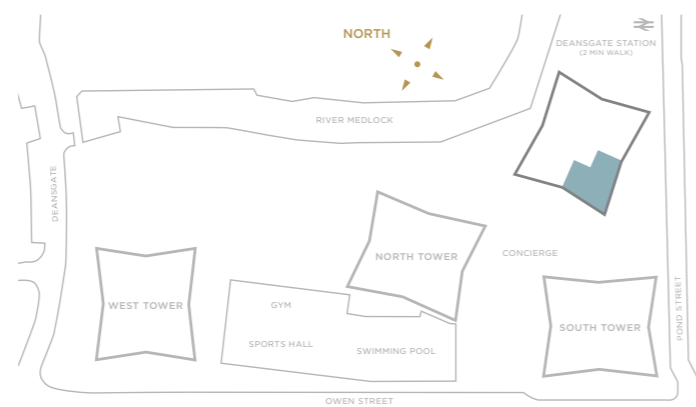 NORTH
DEANSGATE STATION
(2 MIN WALK)
RIVER MEDLOCK
DEANSGATE
NORTH TOWER
CONCIERGE
WEST TOWER
GYM
SOUTH TOWER
POND STREET
SPORTS HALL
SWIMMING POOL
OWEN STREET